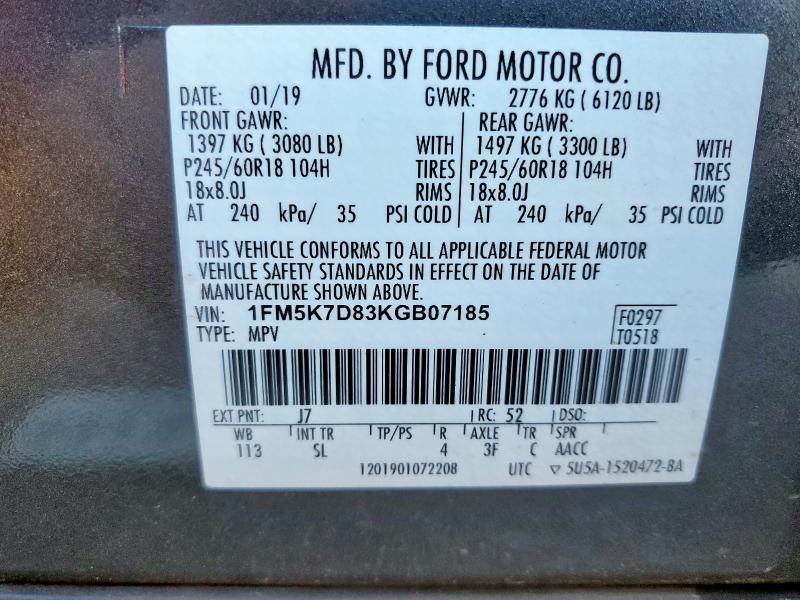 MFD. BY FORD MOTOR CO.
DATE: 01/19 GVWR: 2776 KG ( 6120 LB)
FRONT GAWR: REAR GAWR:
1397 KG ( 3080 LB) WITH 1497 KG ( 3300 LB) WITH
P245/60R18 104H TIRES P245/60R18 104H TIRES
18x8.0J RIMS 18x8.0J RIMS
AT 240 kPa/ 35 PSI COLD AT 240 kPa/ 35 PSI COLD
THIS VEHICLE CONFORMS TO ALL APPLICABLE FEDERAL MOTOR
VEHICLE SAFETY STANDARDS IN EFFECT ON THE DATE OF
MANUFACTURE SHOWN ABOVE.
VIN: 1FM5K7D83KGB07185 F0297
TYPE: MPV T0518
EXT PNT: J7 RC: 52 DSO:
WB INT TR TP/PS R AXLE TR SPR
113 SL 4 3F C AACC
1201901072208 UTC ▽ 5U5A-1520472-BA